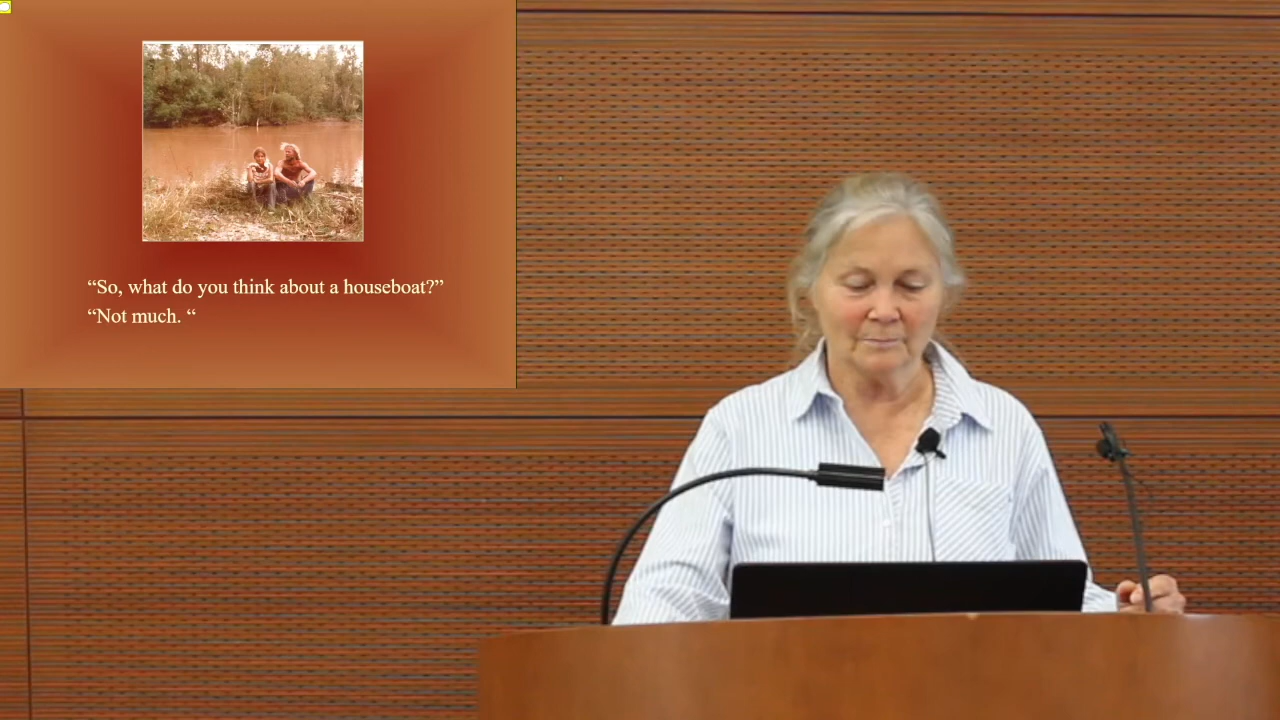 “So, what do you think about a houseboat?”
“Not much. “